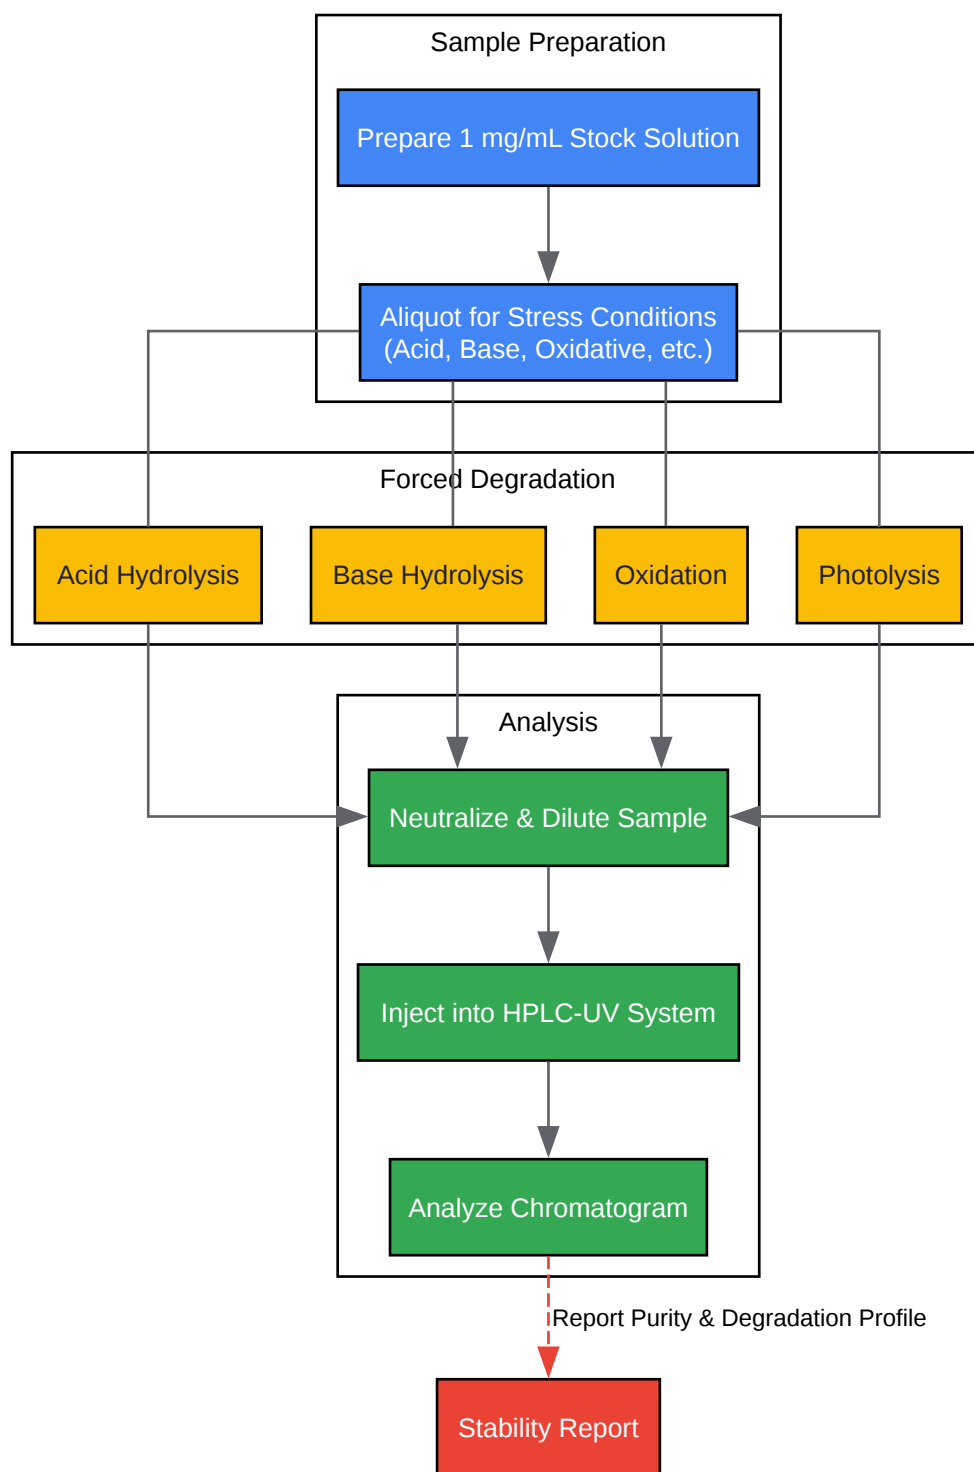 Sample Preparation
Prepare 1 mg/mL Stock Solution
Aliquot for Stress Conditions
(Acid, Base, Oxidative, etc.)
Forced Degradation
Acid Hydrolysis
Base Hydrolysis
Oxidation
Photolysis
Analysis
Neutralize & Dilute Sample
Inject into HPLC-UV System
Analyze Chromatogram
Report Purity & Degradation Profile
Stability Report